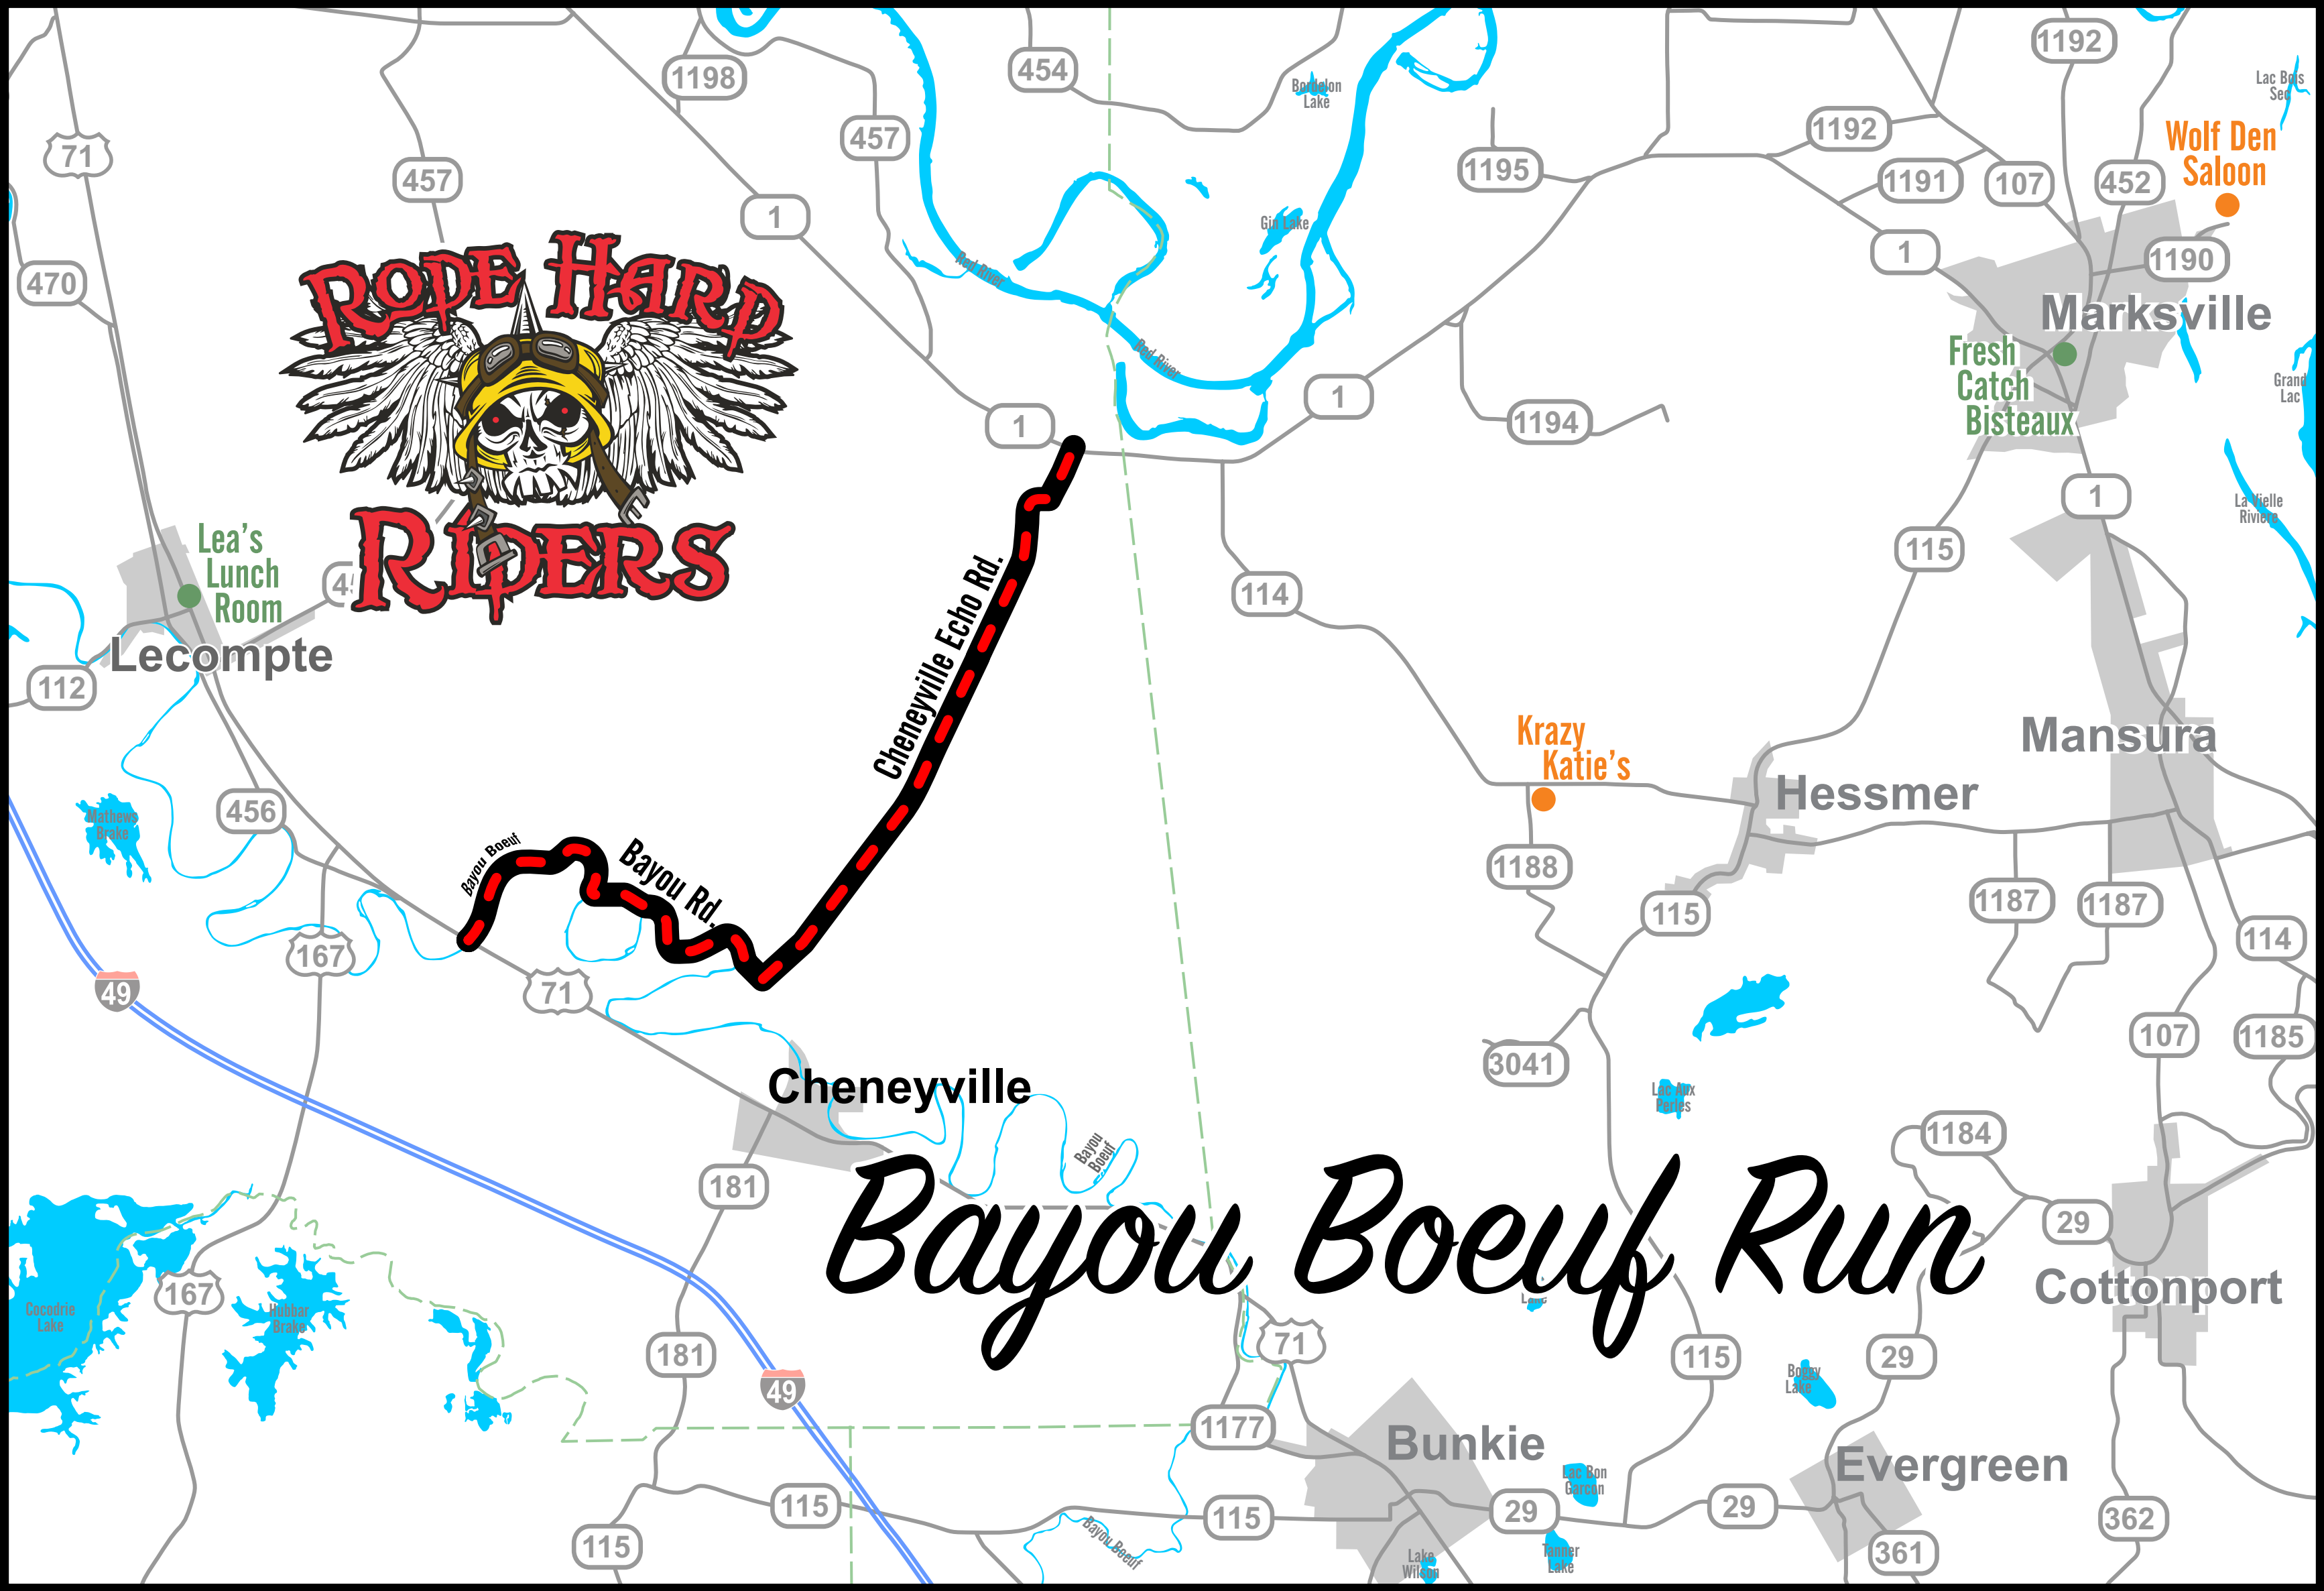 1198
454
Bordelon
Lake
1192
Lac Bois
Sec
71
457
457
1195
1192
Wolf Den
Saloon
1191
107
452
1
Gin Lake
1
1190
470
Red River
RODE HARD
RIDERS
Marksville
Red River
Fresh
Catch
Bisteaux
Grand
Lac
1
1
1194
1
La Vielle
Riviere
Lea's
Lunch
Room
115
Cheneyville Echo Rd.
114
Lecompte
112
Krazy
Katie's
Mansura
Hessmer
456
Mathews
Brake
Bayou Boeuf
Bayou Rd.
1188
1187
1187
115
114
167
49
71
107
1185
3041
Cheneyville
Lac Aux
Perles
1184
Bayou
Boeuf
181
Bayou Boeuf Run
29
167
Cocodrie
Lake
Hubbar
Brake
Cottonport
Lake
71
181
115
29
49
Boggy
Lake
1177
Bunkie
Evergreen
Lac Bon
Garcon
115
115
29
29
362
115
Bayou Boeuf
Lake
Wilson
Tanner
Lake
361